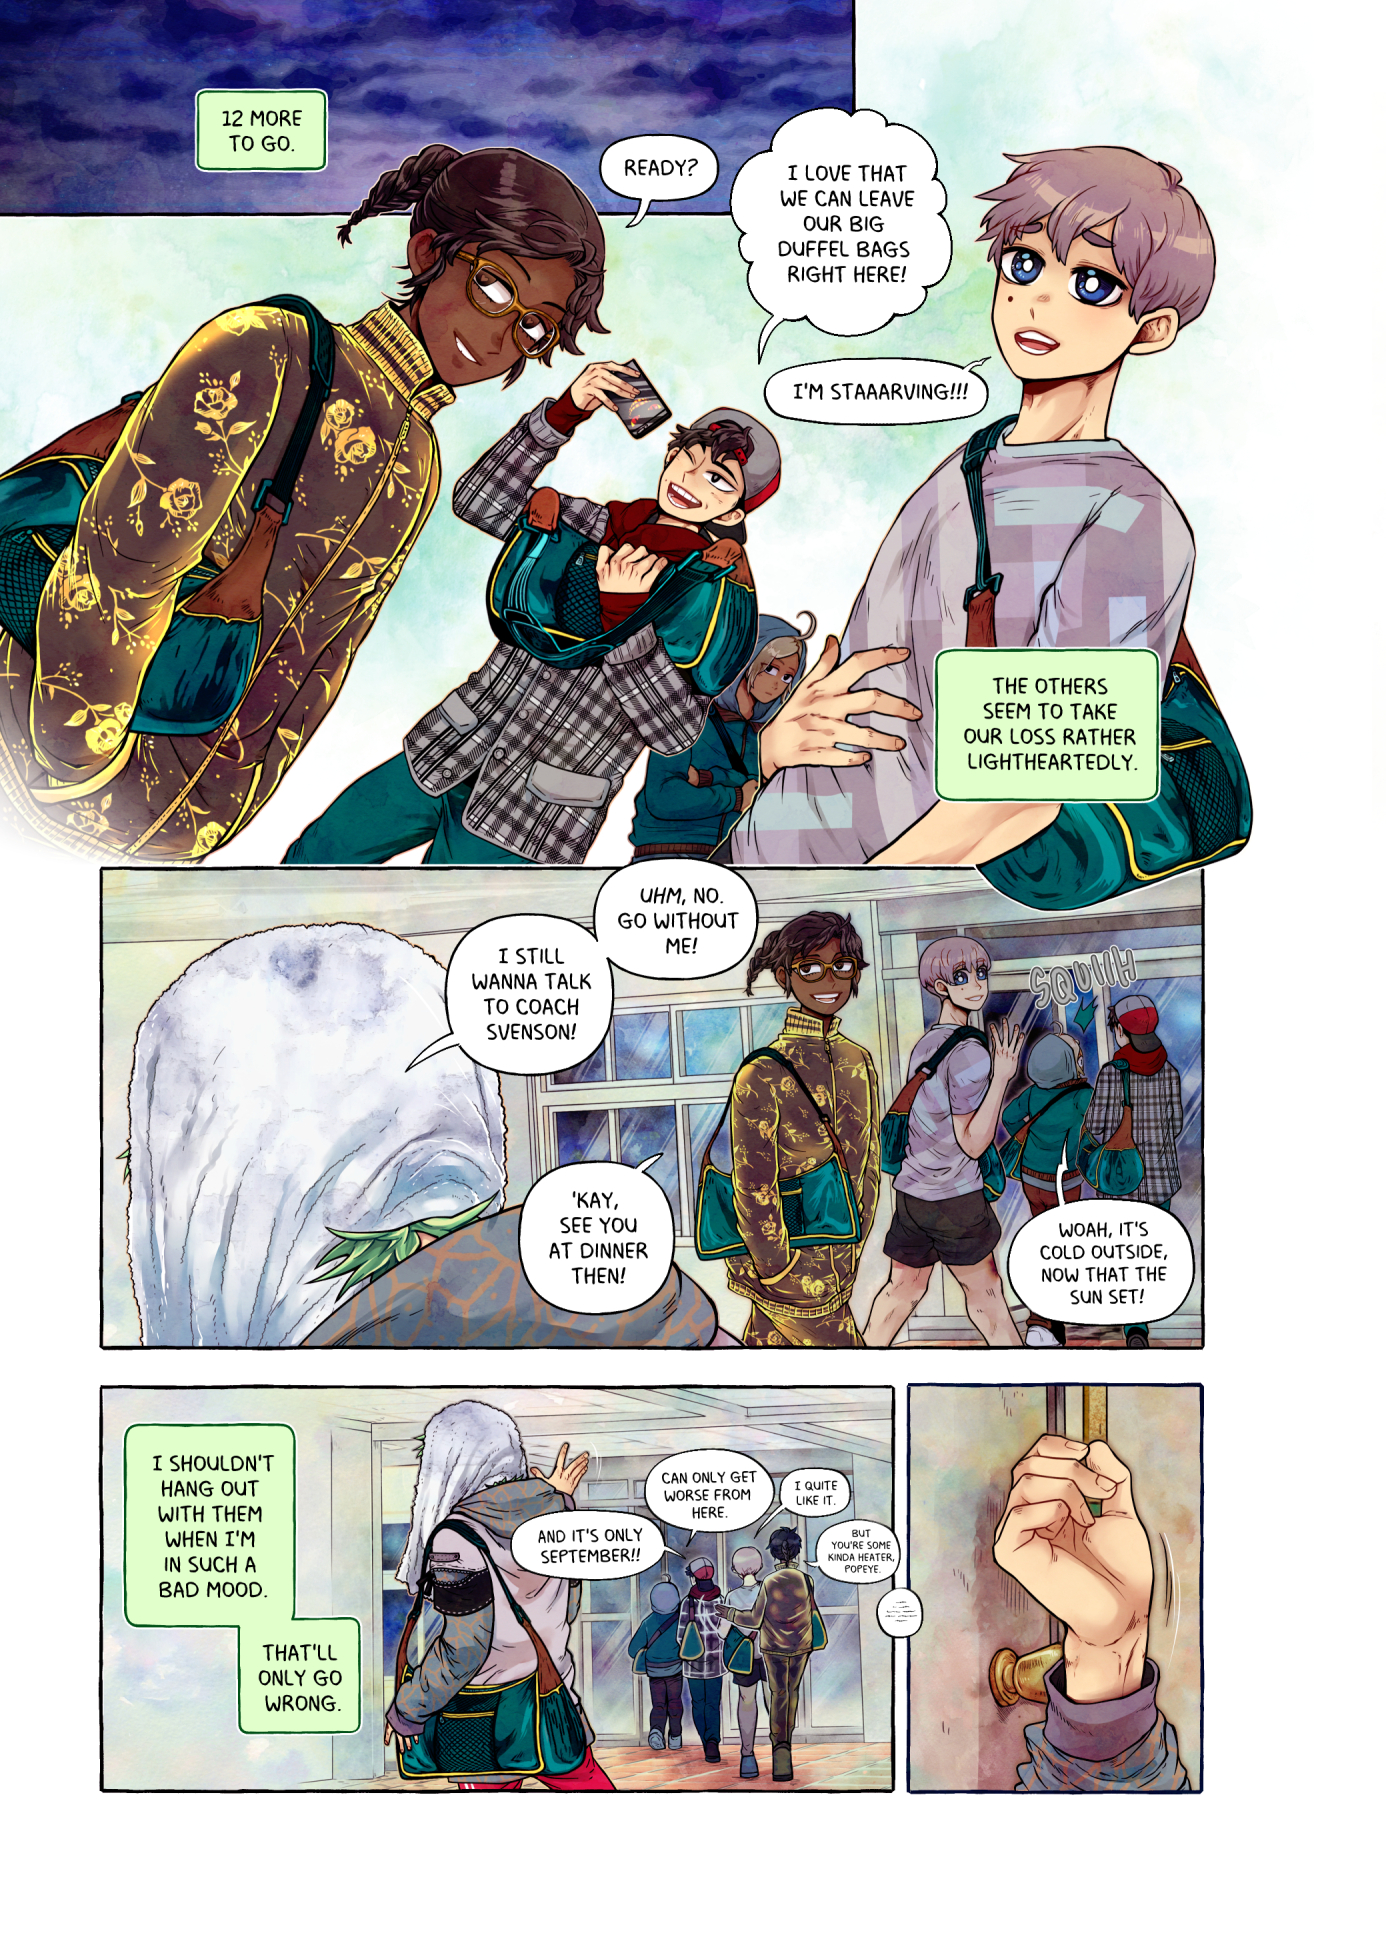 12 MORE
TO GO.
READY?
I LOVE THAT
WE CAN LEAVE
OUR BIG
DUFFEL BAGS
RIGHT HERE!
I'M STAAARVING!!!
THE OTHERS
SEEM TO TAKE
OUR LOSS RATHER
LIGHTHEARTEDLY.
UHM, NO.
GO WITHOUT
ME!
I STILL
WANNA TALK
TO COACH
SVENSON!
SQUIIH
'KAY,
SEE YOU
AT DINNER
THEN!
WOAH, IT'S
COLD OUTSIDE,
NOW THAT THE
SUN SET!
I SHOULDN'T
HANG OUT
WITH THEM
WHEN I'M
IN SUCH A
BAD MOOD.
THAT'LL
ONLY GO
WRONG.
AND IT'S ONLY
SEPTEMBER!!
CAN ONLY GET
WORSE FROM
HERE.
I QUITE
LIKE IT.
BUT
YOU'RE SOME
KINDA HEATER,
POPEYE.